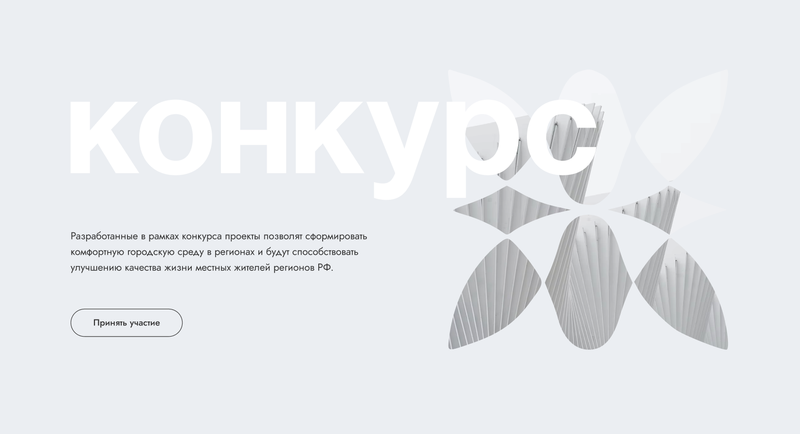 конкурс
Разработанные в рамках конкурса проекты позволят сформировать
комфортную городскую среду в регионах и будут способствовать
улучшению качества жизни местных жителей регионов РФ.
Принять участие